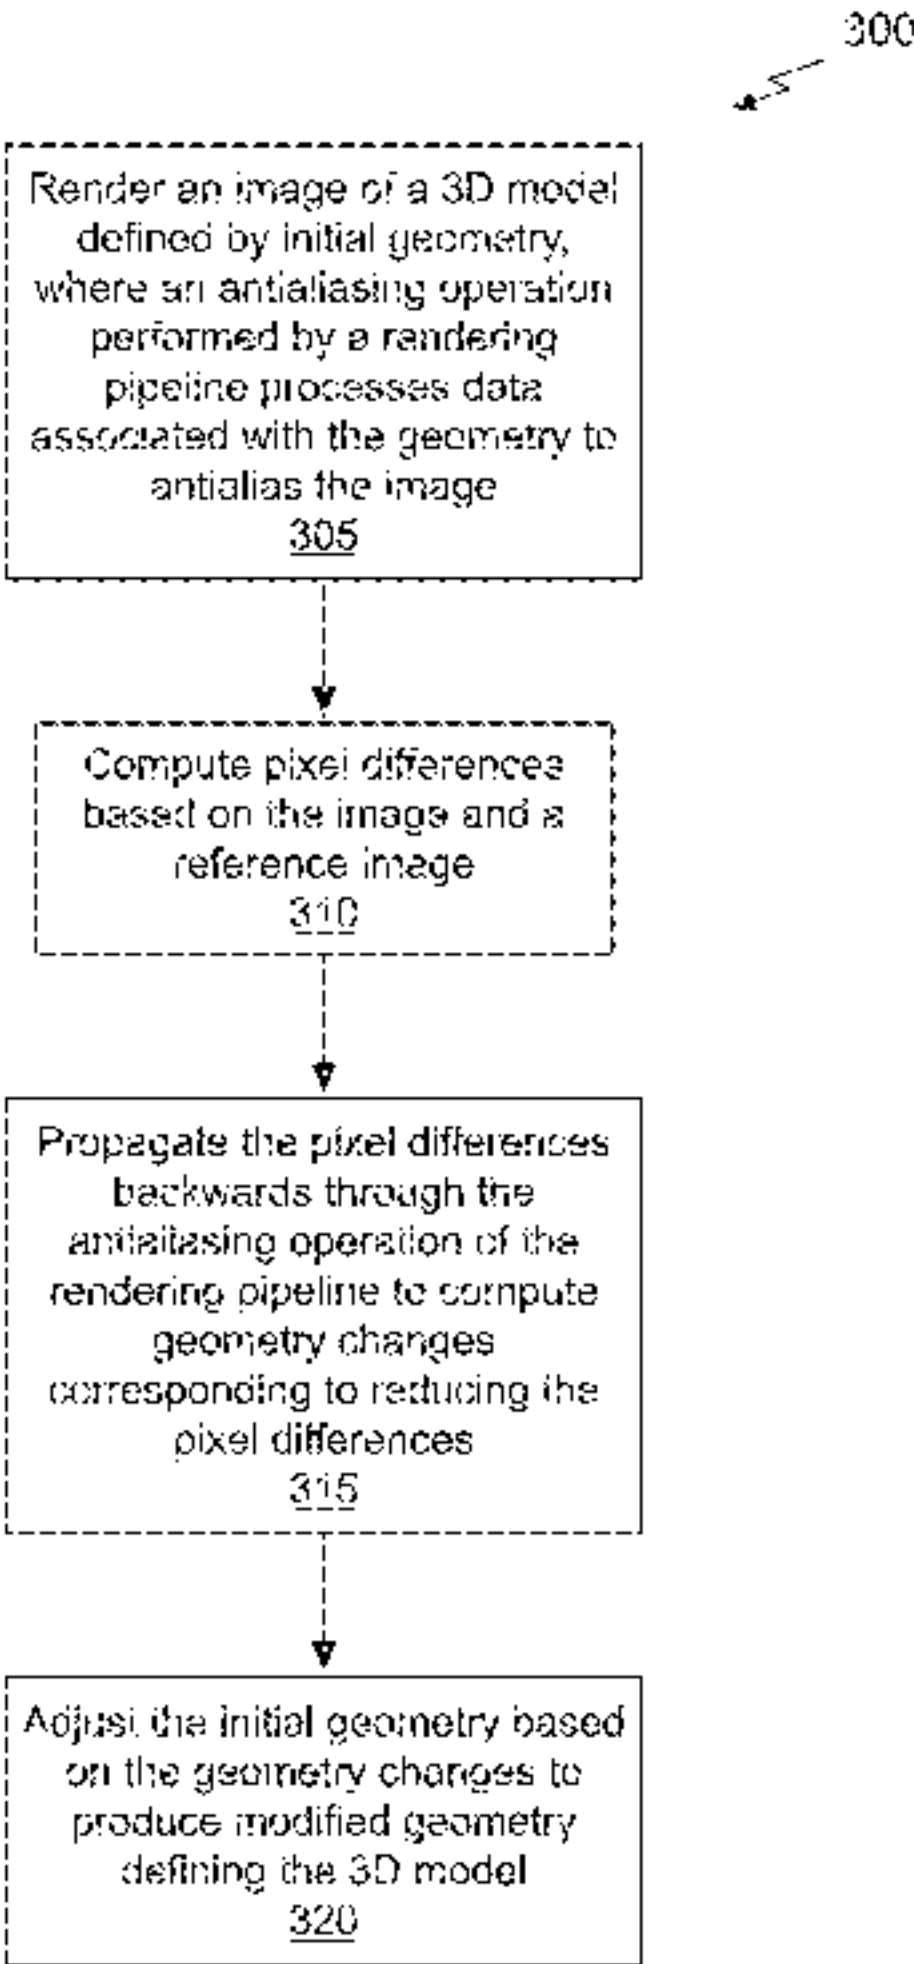 300
Render an image of a 3D model
defined by initial geometry,
where an antialiasing operation
performed by a rendering
pipeline processes data
associated with the geometry to
antialias the image
305
Compute pixel differences
based on the image and a
reference image
310
Propagate the pixel differences
backwards through the
antialiasing operation of the
rendering pipeline to compute
geometry changes
corresponding to reducing the
pixel differences
315
Adjust the initial geometry based
on the geometry changes to
produce modified geometry
defining the 3D model
320